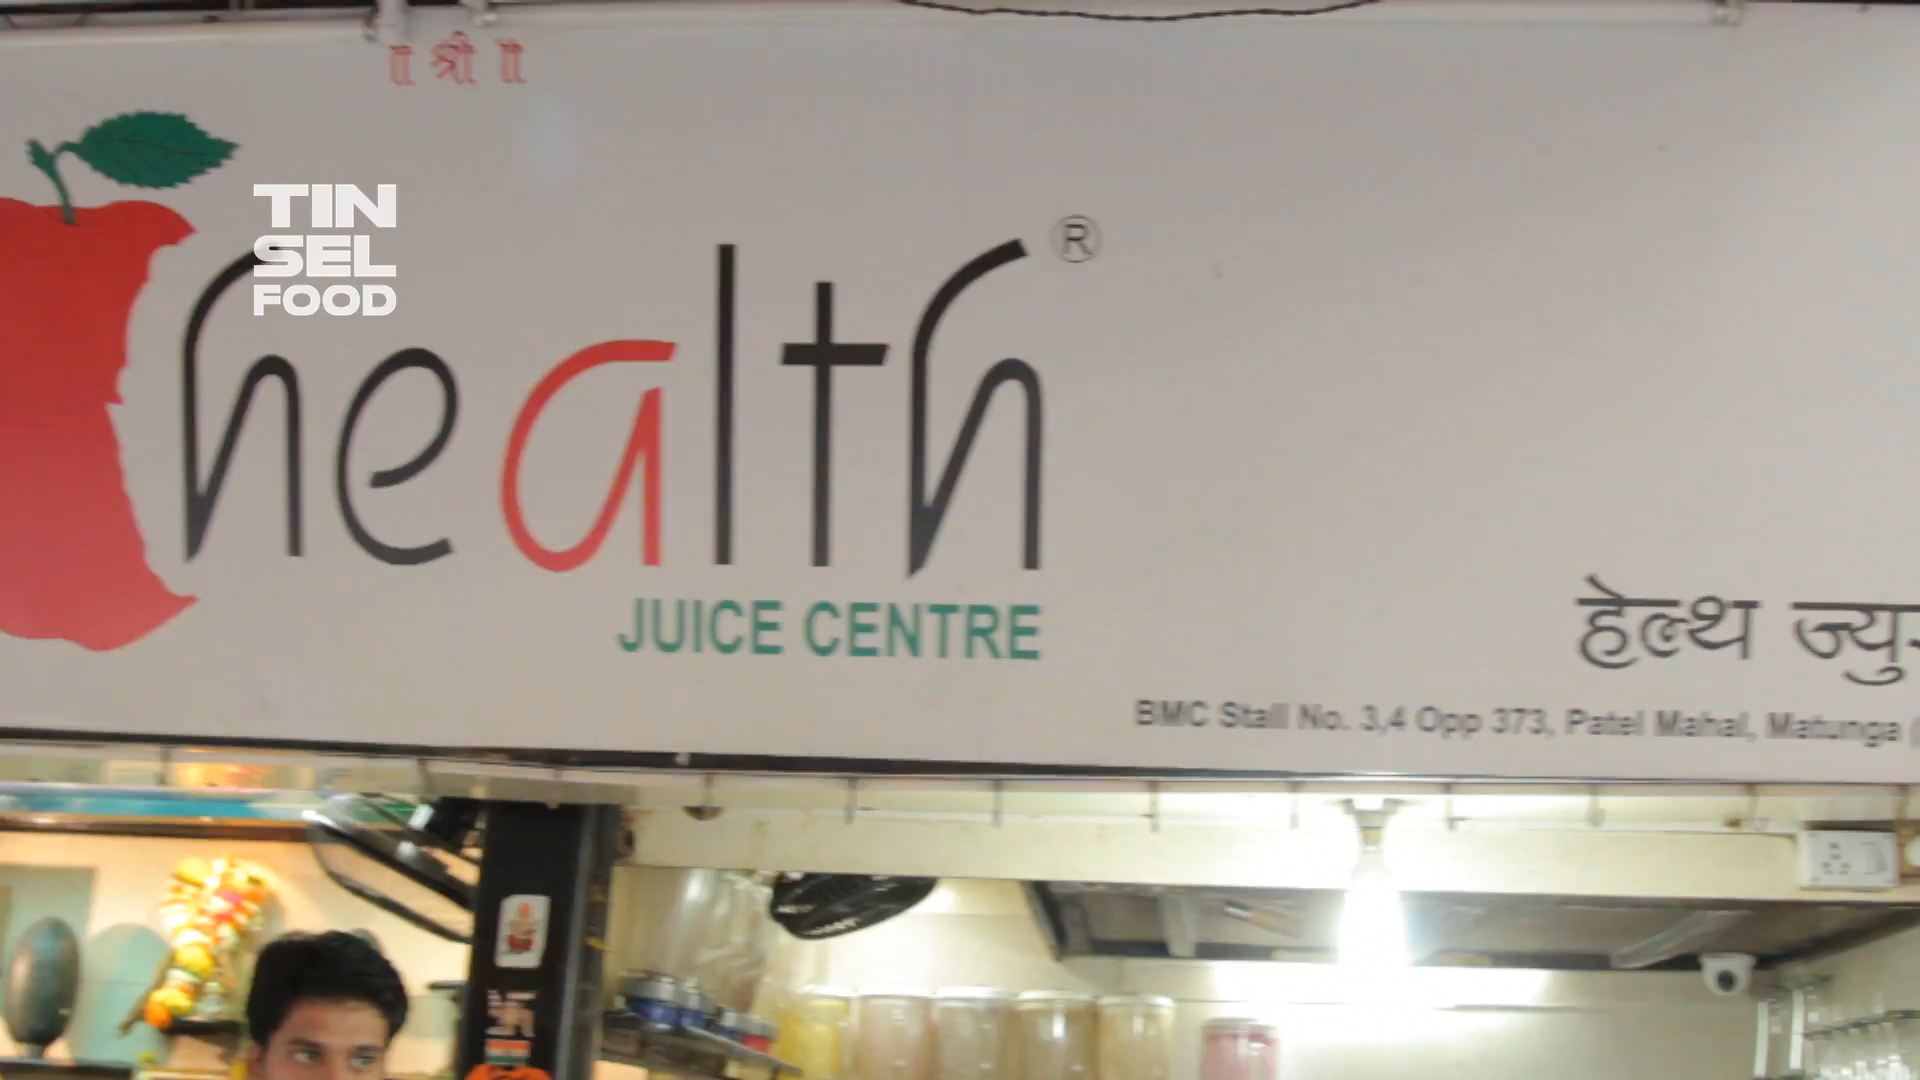 ॥ श्री ॥
TIN
SEL
FOOD
health ®
JUICE CENTRE
हेल्थ
BMC Stall No. 3,4 Opp 373, Patel Mahal, Matunga (